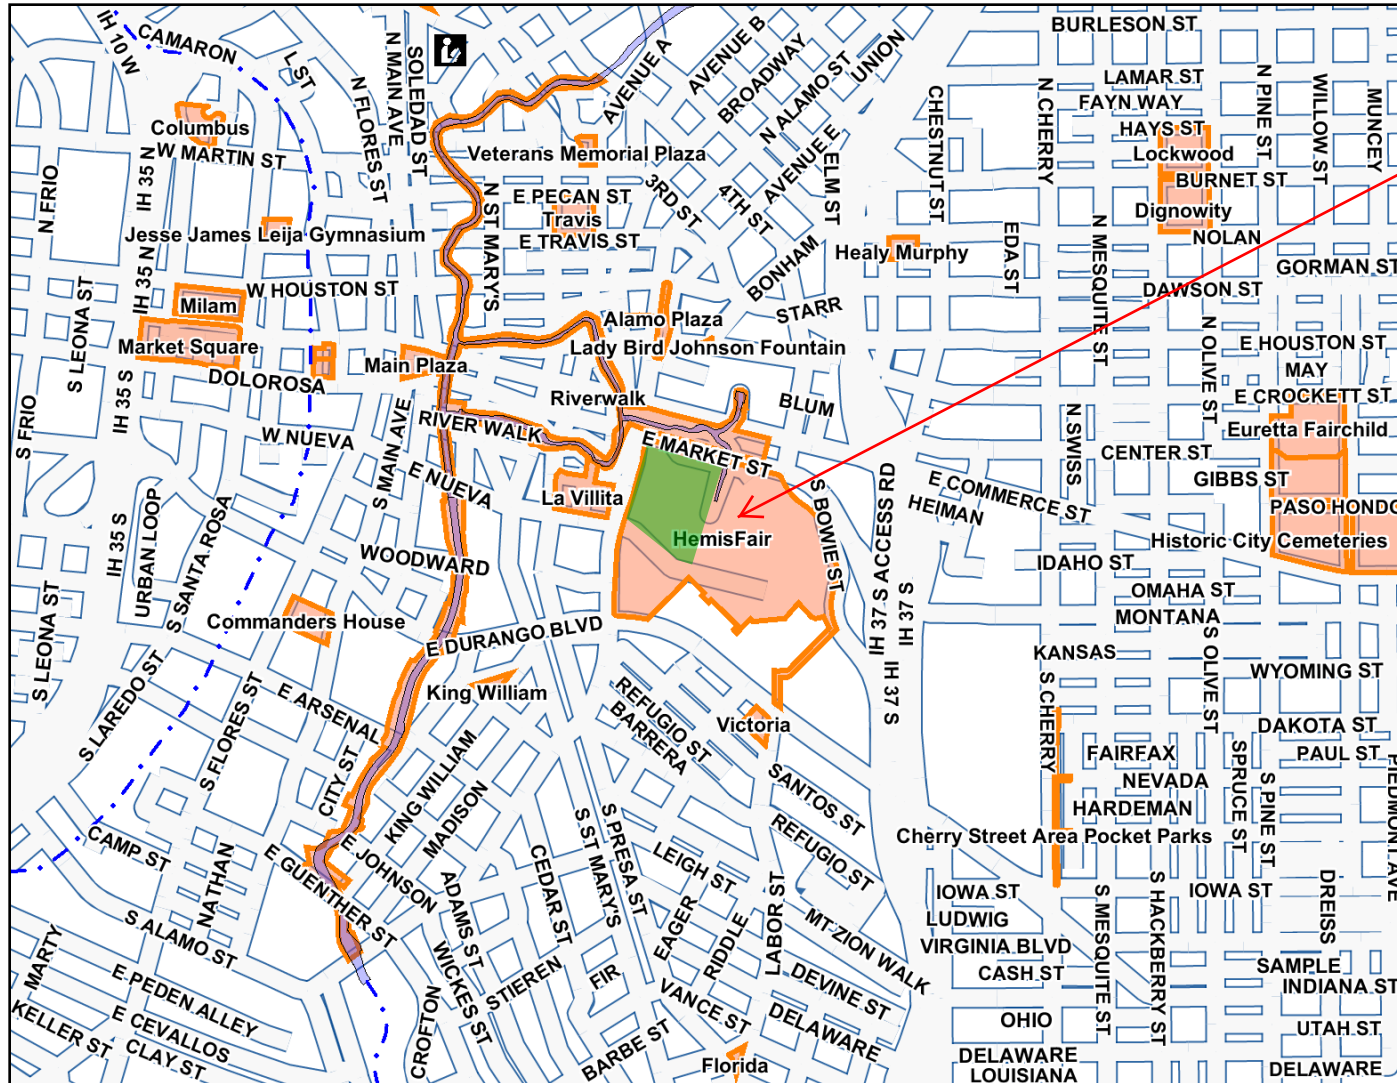 IH 10 W
CAMARON
L ST
N FLORES ST
N MAIN AVE
SOLEDAD ST
i
AVENUE A
AVENUE B
BROADWAY
N ALAMO ST
UNION
BURLESON ST
LAMAR ST
FAYN WAY
HAYS ST
Lockwood
BURNET ST
Dignowity
NOLAN
N CHERRY
CHESTNUT ST
N PINE ST
WILLOW ST
MUNCEY
Columbus
W MARTIN ST
Veterans Memorial Plaza
AVENUE E
ELM ST
3RD ST
4TH ST
E PECAN ST
Travis
E TRAVIS ST
N ST MARY'S
N FRIO
IH 35 N
Jesse James Leija Gymnasium
Healy Murphy
EDA ST
N MESQUITE ST
GORMAN ST
DAWSON ST
BONHAM
STARR
IH 35 N
W HOUSTON ST
Milam
Market Square
S LEONA ST
Alamo Plaza
Lady Bird Johnson Fountain
Main Plaza
DOLOROSA
N OLIVE ST
E HOUSTON ST
MAY
E CROCKETT ST
Euretta Fairchild
Riverwalk
BLUM
IH 35 S
S FRIO
RIVER WALK
W NUEVA
S MAIN AVE
E NUEVA
E MARKET ST
La Villita
N SWISS
CENTER ST
GIBBS ST
PASO HONDO
Historic City Cemeteries
S BOWIE ST
IH 37 S ACCESS RD
E COMMERCE ST
HEIMAN
HemisFair
IH 35 S
URBAN LOOP
S SANTA ROSA
WOODWARD
IDAHO ST
OMAHA ST
MONTANA
IH 37 S
IH 37 S
S LEONA ST
Commanders House
E DURANGO BLVD
KANSAS
S CHERRY
S OLIVE ST
WYOMING ST
King William
S LAREDO ST
S FLORES ST
E ARSENAL
REFUGIO ST
BARRERA
Victoria
DAKOTA ST
PAUL ST
FAIRFAX
NEVADA
HARDEMAN
SPRUCE ST
S PINE ST
PIEDMONT AVE
CITY ST
KING WILLIAM
MADISON
SANTOS ST
REFUGIO ST
Cherry Street Area Pocket Parks
S PRESA ST
S ST MARY'S
CAMP ST
NATHAN
E GUENTHER ST
E JOHNSON
CEDAR ST
LEIGH ST
IOWA ST
IOWA ST
LUDWIG
VIRGINIA BLVD
CASH ST
S MESQUITE ST
S HACKBERRY ST
DREISS
S ALAMO ST
ADAMS ST
EAGER
RIDDLE
LABOR ST
MT ZION WALK
MARTY
E PEDEN ALLEY
WICKES ST
STIEREN
FIR
VANCE ST
DEVINE ST
SAMPLE
INDIANA ST
E CEVALLOS
KELLER ST
CLAY ST
CROFTON
BARBE ST
DELAWARE
Florida
OHIO
UTAH ST
DELAWARE
LOUISIANA
DELAWARE